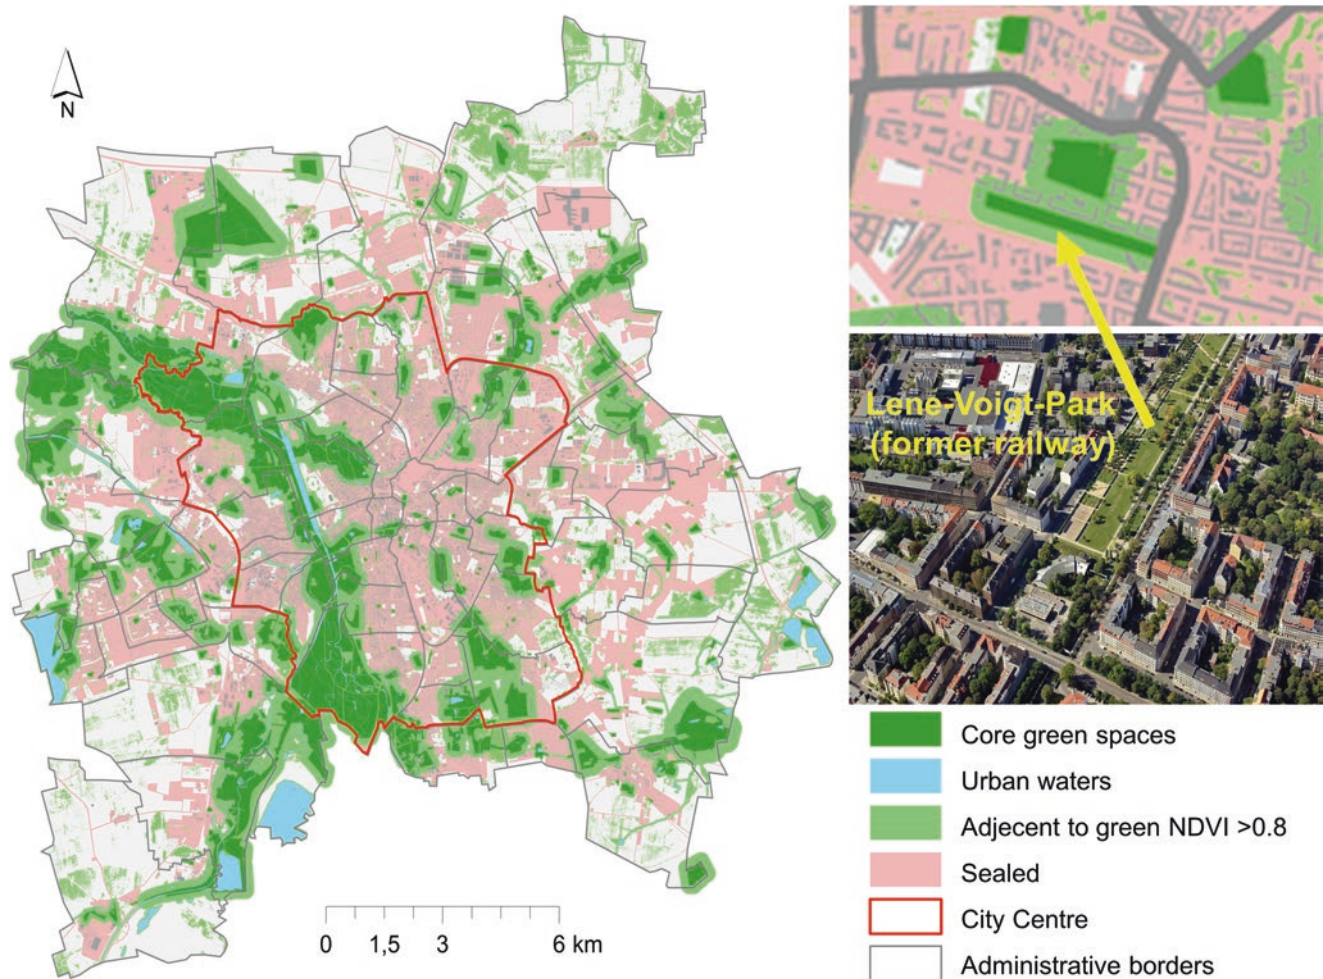 N
Lene-Voigt-Park
(former railway)
Core green spaces
Urban waters
Adjecent to green NDVI >0.8
Sealed
City Centre
Administrative borders
0 1,5 3 6 km